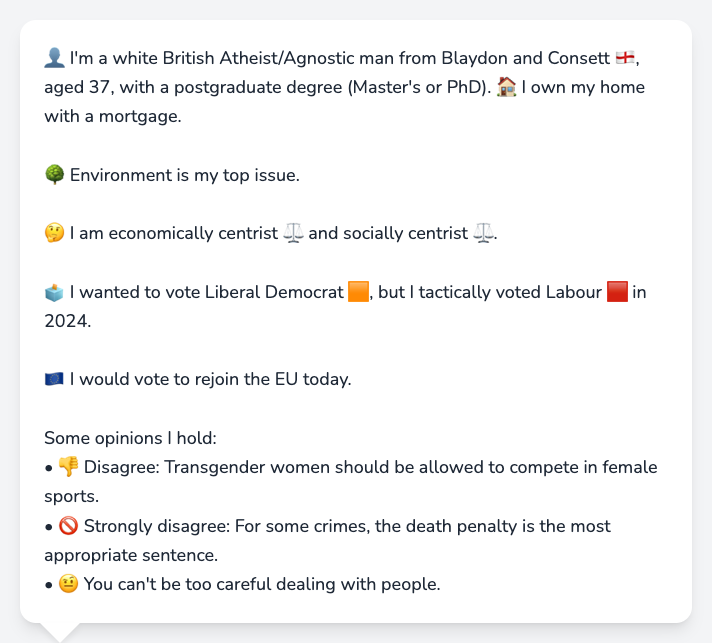 👤 I'm a white British Atheist/Agnostic man from Blaydon and Consett 🏴󠁧󠁢󠁥󠁮󠁧󠁿,
aged 37, with a postgraduate degree (Master's or PhD). 🏠 I own my home
with a mortgage.
🌳 Environment is my top issue.
🤔 I am economically centrist ⚖️ and socially centrist ⚖️.
🗳️ I wanted to vote Liberal Democrat 🟧, but I tactically voted Labour 🟥 in
2024.
🇪🇺 I would vote to rejoin the EU today.
Some opinions I hold:
• 👎 Disagree: Transgender women should be allowed to compete in female
sports.
• 🚫 Strongly disagree: For some crimes, the death penalty is the most
appropriate sentence.
• 🤨 You can't be too careful dealing with people.